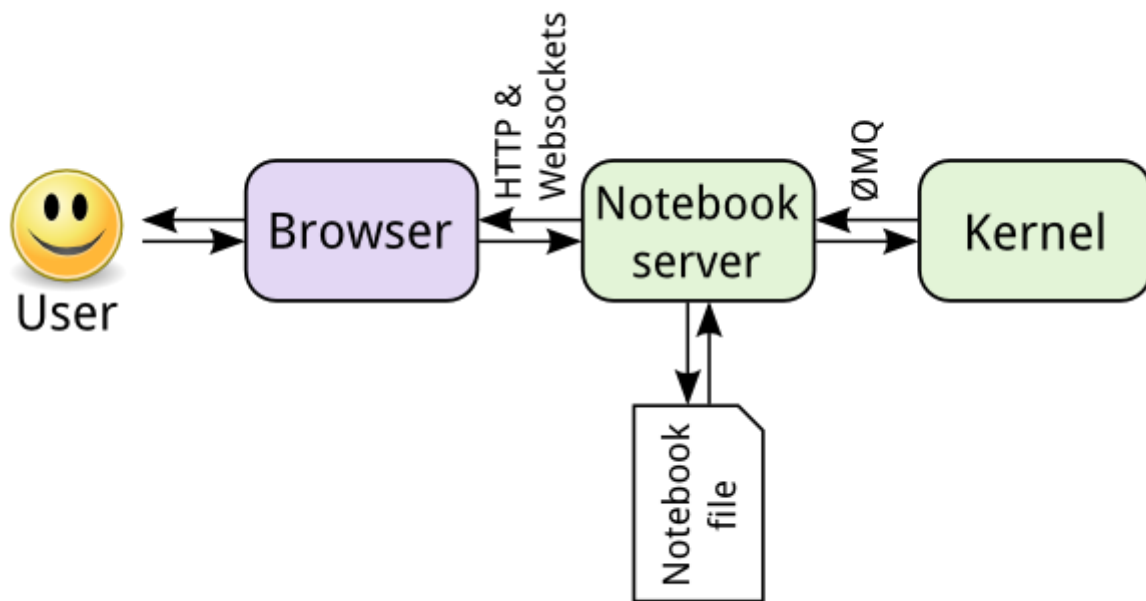 User
Browser
HTTP &
Websockets
Notebook
server
ØMQ
Kernel
Notebook
file